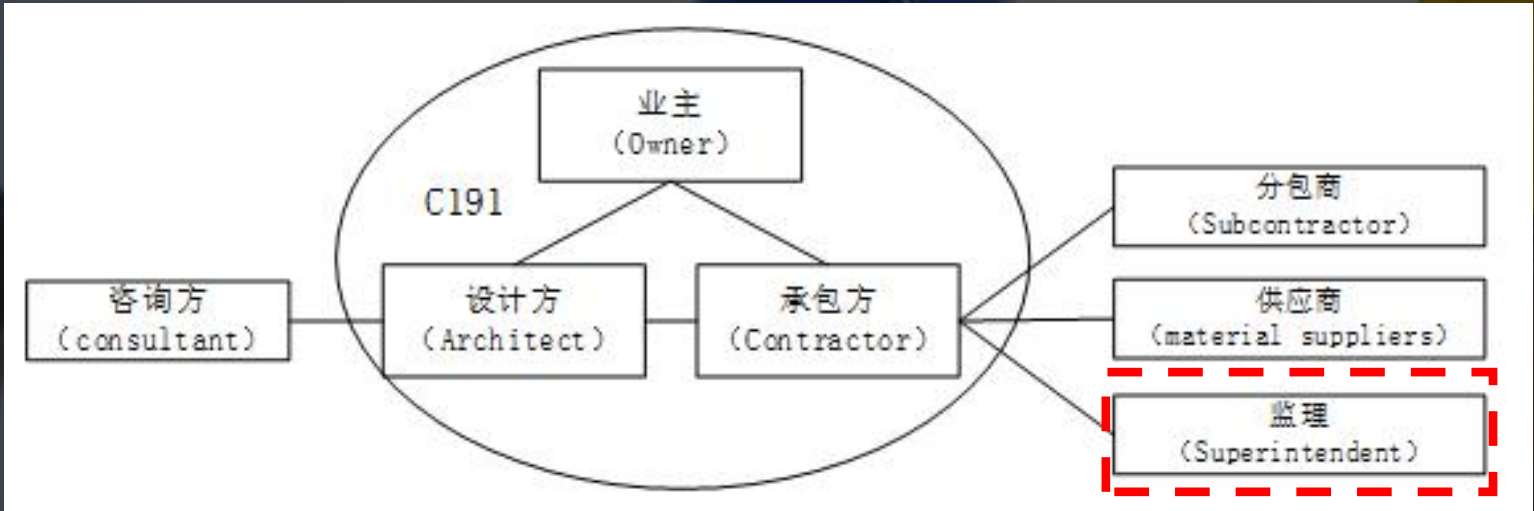 业主
（Owner）
C191
分包商
（Subcontractor）
咨询方
（consultant）
设计方
（Architect）
承包方
（Contractor）
供应商
（material suppliers）
监理
（Superintendent）